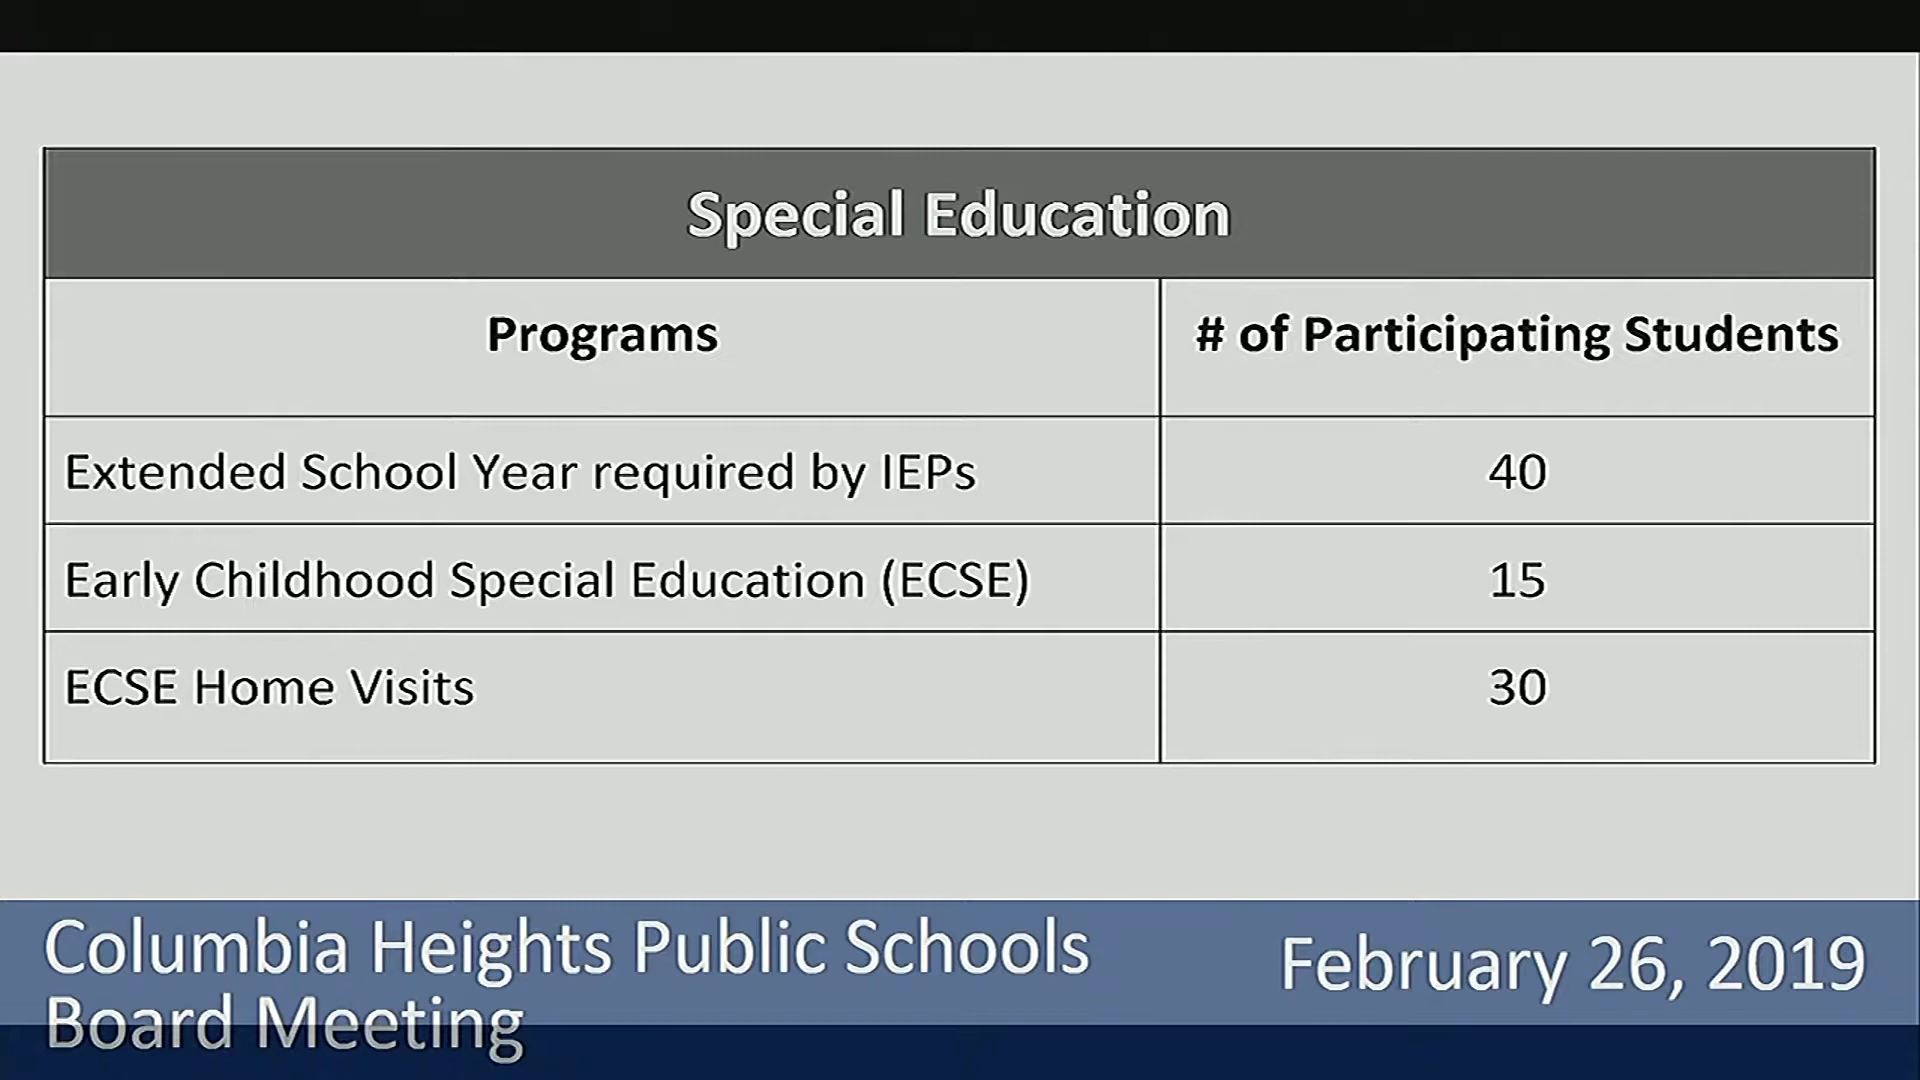 Special Education
Programs
# of Participating Students
Extended School Year required by IEPs
40
Early Childhood Special Education (ECSE)
15
ECSE Home Visits
30
Columbia Heights Public Schools
Board Meeting
February 26, 2019